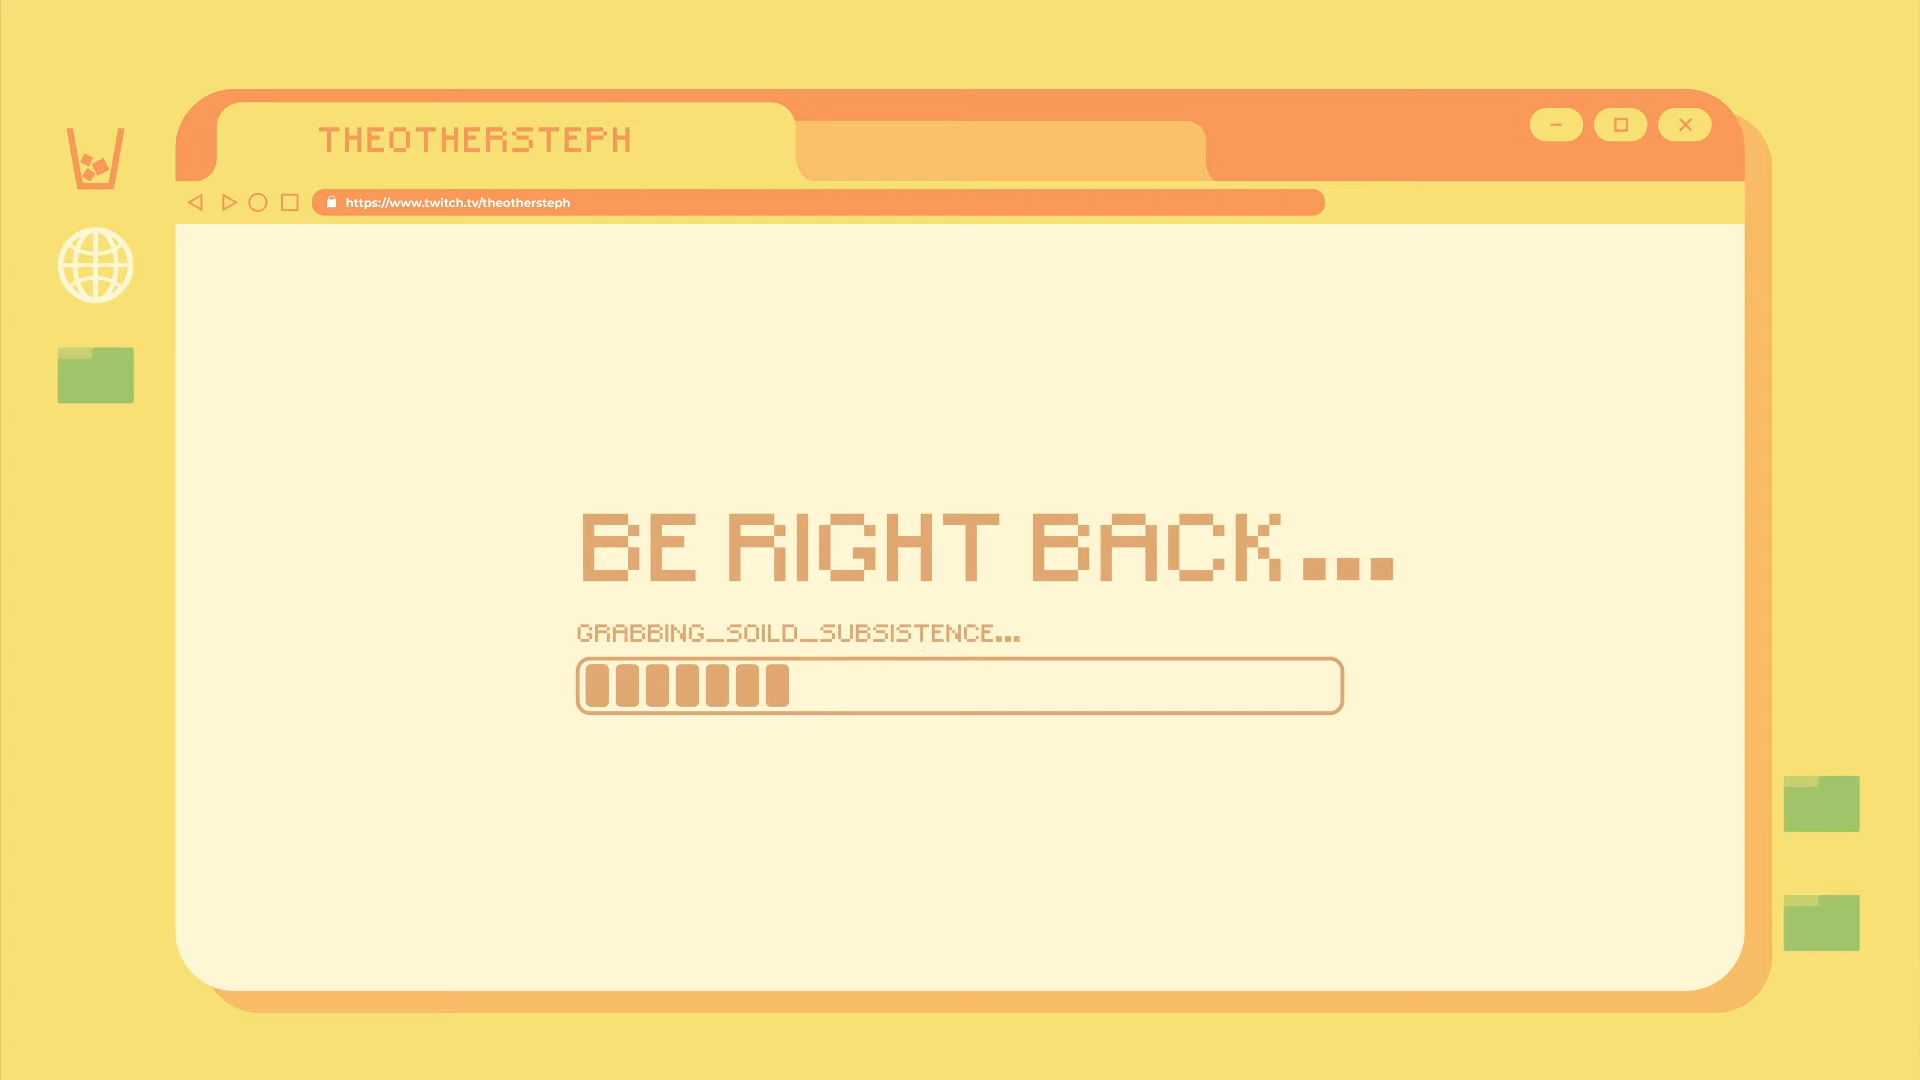 THEOTHERSTEPH
https://www.twitch.tv/theothersteph
BE RIGHT BACK...
GRABBING_SOILD_SUBSISTENCE...